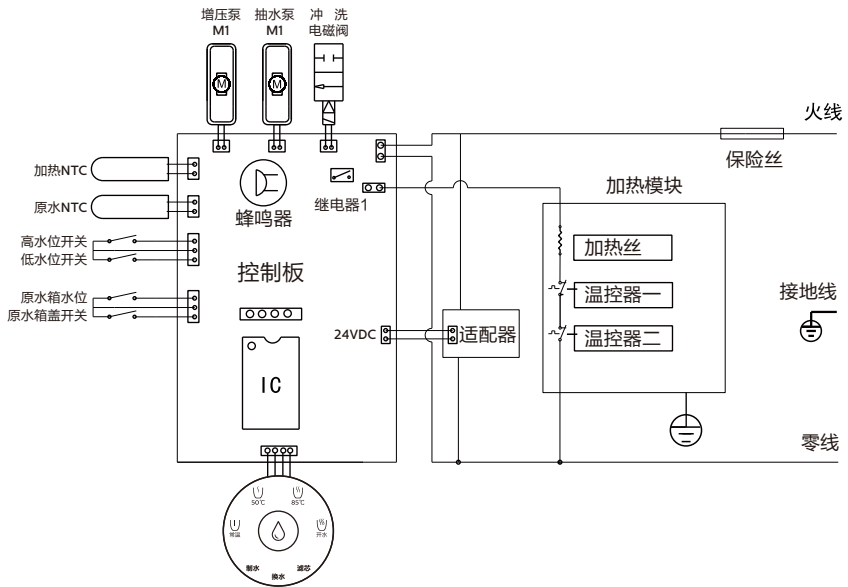 增压泵
M1
抽水泵
M1
冲 洗
电磁阀
火线
保险丝
加热NTC
原水NTC
蜂鸣器
继电器1
加热模块
高水位开关
低水位开关
控制板
加热丝
原水箱水位
原水箱盖开关
温控器一
接地线
24VDC
适配器
温控器二
IC
零线
50℃
85℃
常温
开水
制水
换水
滤芯
M
M